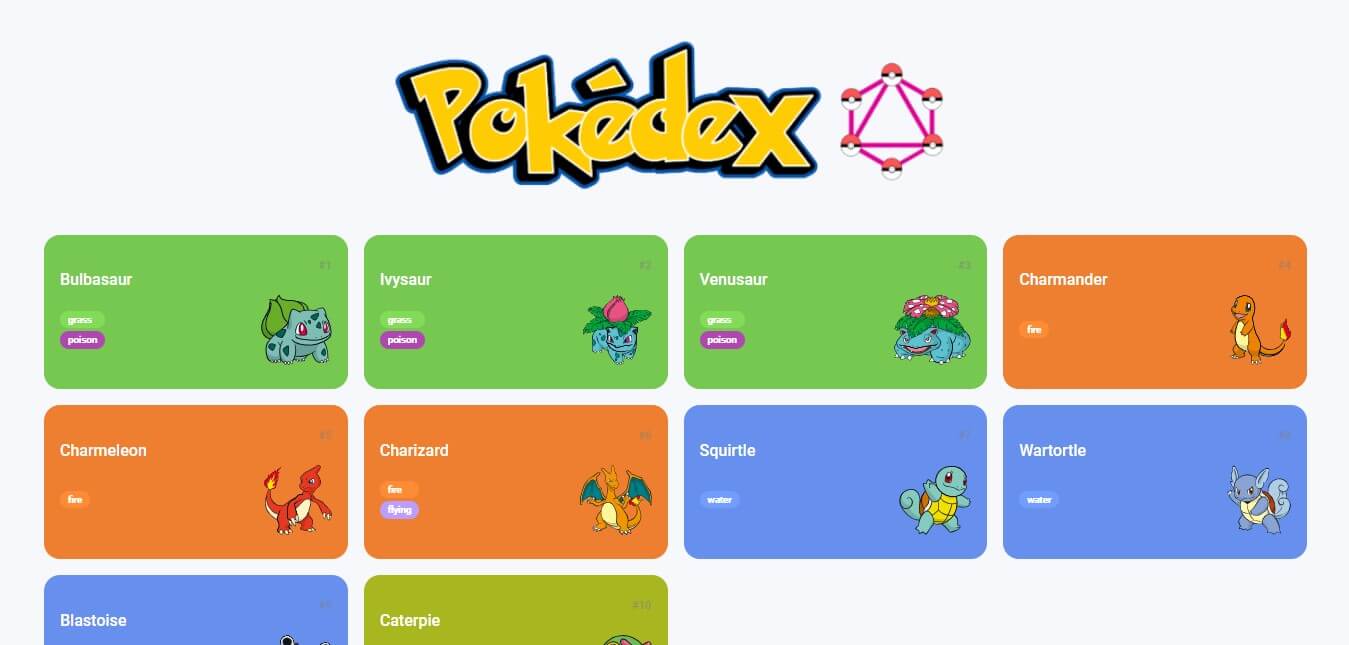 Pokédex
#1
Bulbasaur
grass
poison
#2
Ivysaur
grass
poison
#3
Venusaur
grass
poison
#4
Charmander
fire
#5
Charmeleon
fire
#6
Charizard
fire
flying
#7
Squirtle
water
#8
Wartortle
water
#9
Blastoise
#10
Caterpie